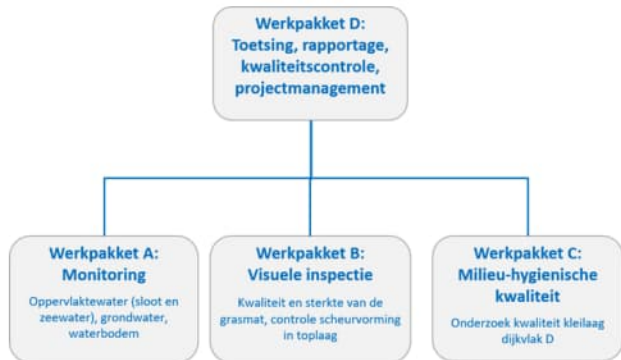 Werkpakket D:
Toetsing, rapportage,
kwaliteitscontrole,
projectmanagement
Werkpakket A:
Monitoring
Oppervlaktewater (sloot en
zeewater), grondwater,
waterbodem
Werkpakket B:
Visuele inspectie
Kwaliteit en sterkte van de
grasmat, controle scheurvorming
in toplaag
Werkpakket C:
Milieu-hygienische
kwaliteit
Onderzoek kwaliteit kleilaag
dijkvlak D